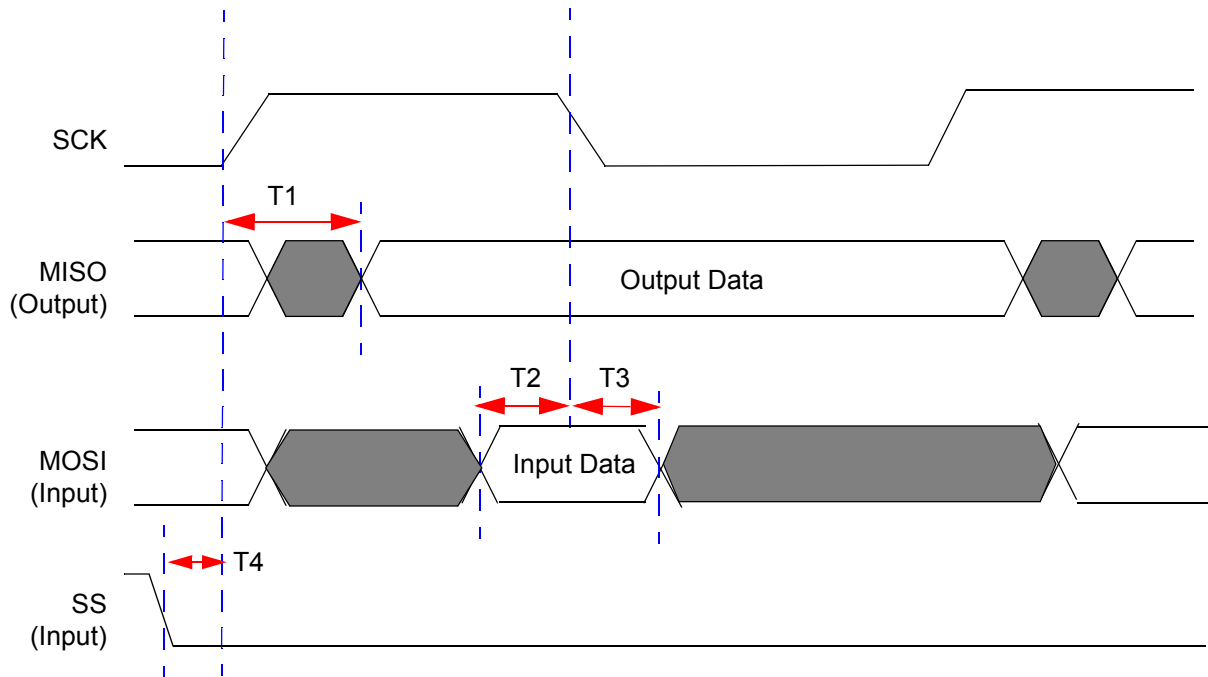 SCK
T1
MISO
(Output)
Output Data
T2
T3
MOSI
(Input)
Input Data
T4
SS
(Input)